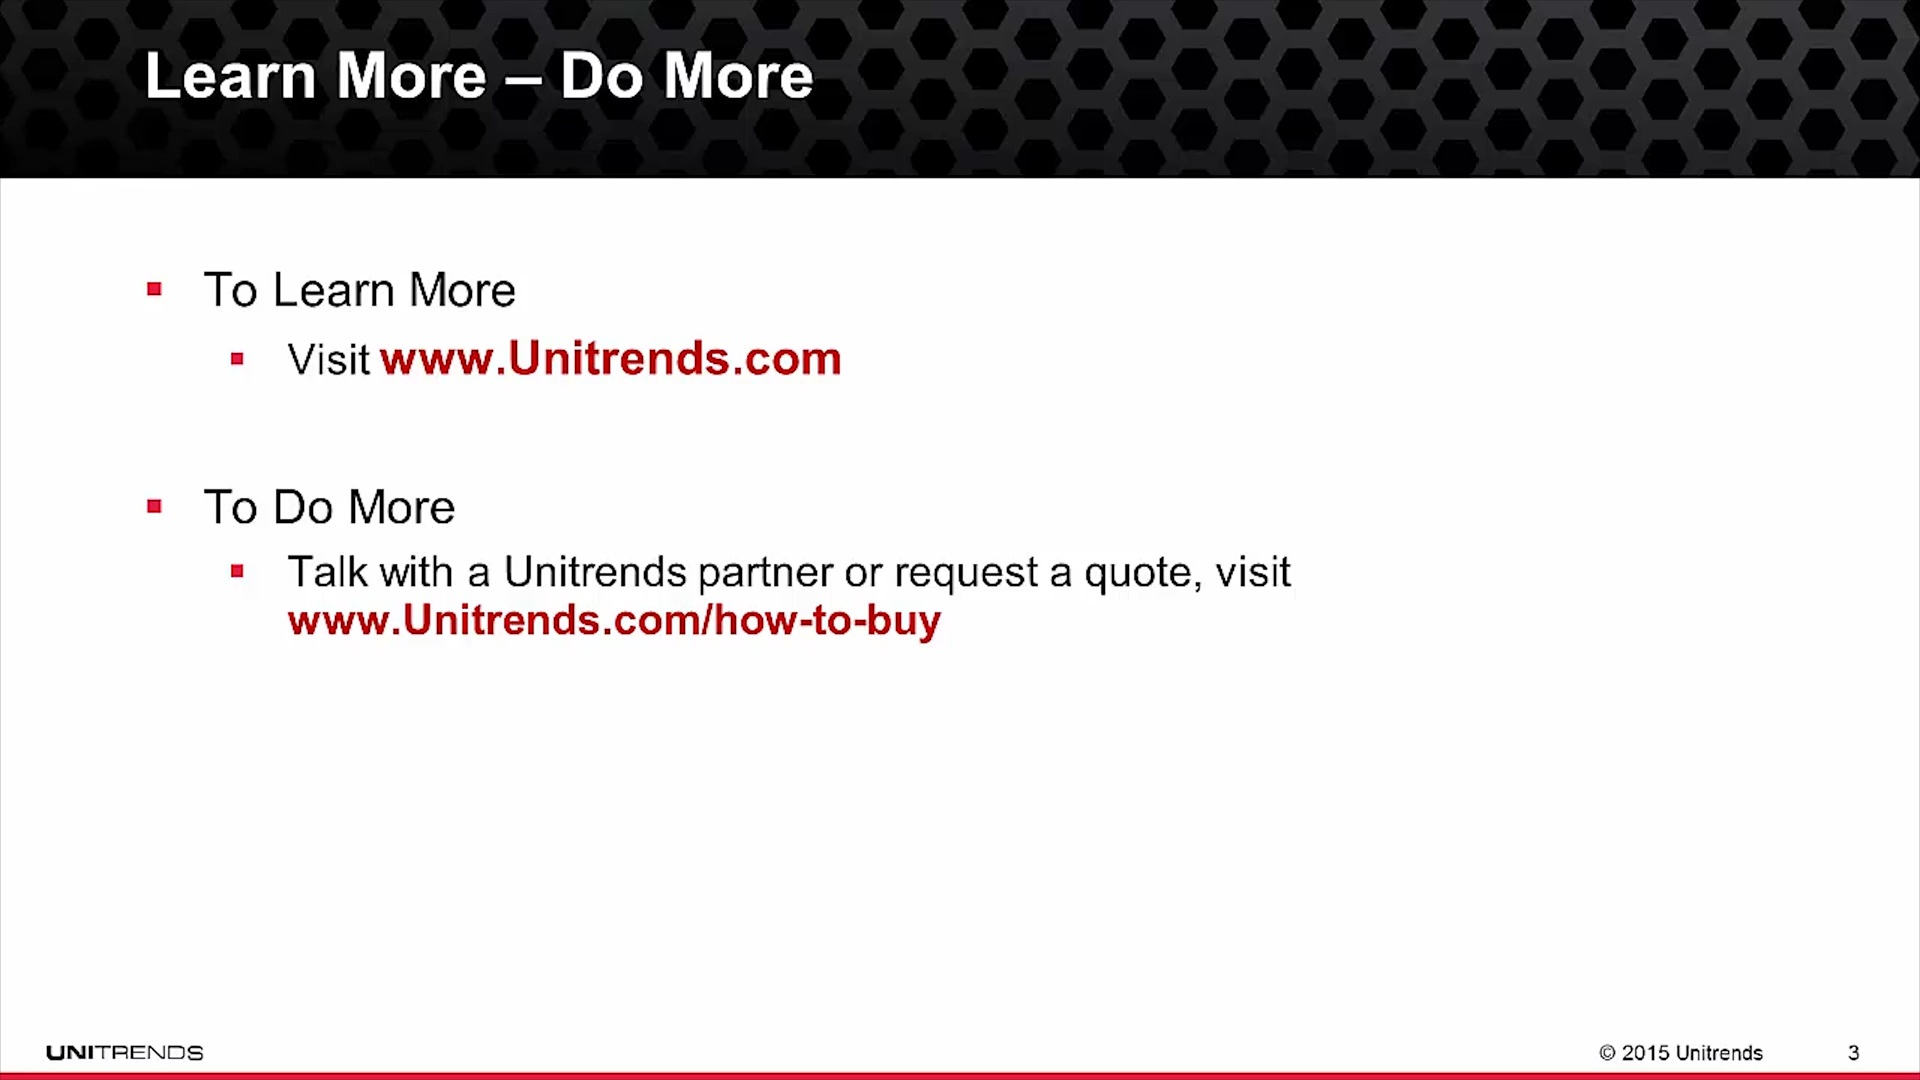 Learn More – Do More
To Learn More
Visit www.Unitrends.com
To Do More
Talk with a Unitrends partner or request a quote, visit
www.Unitrends.com/how-to-buy
UNITRENDS
© 2015 Unitrends
3